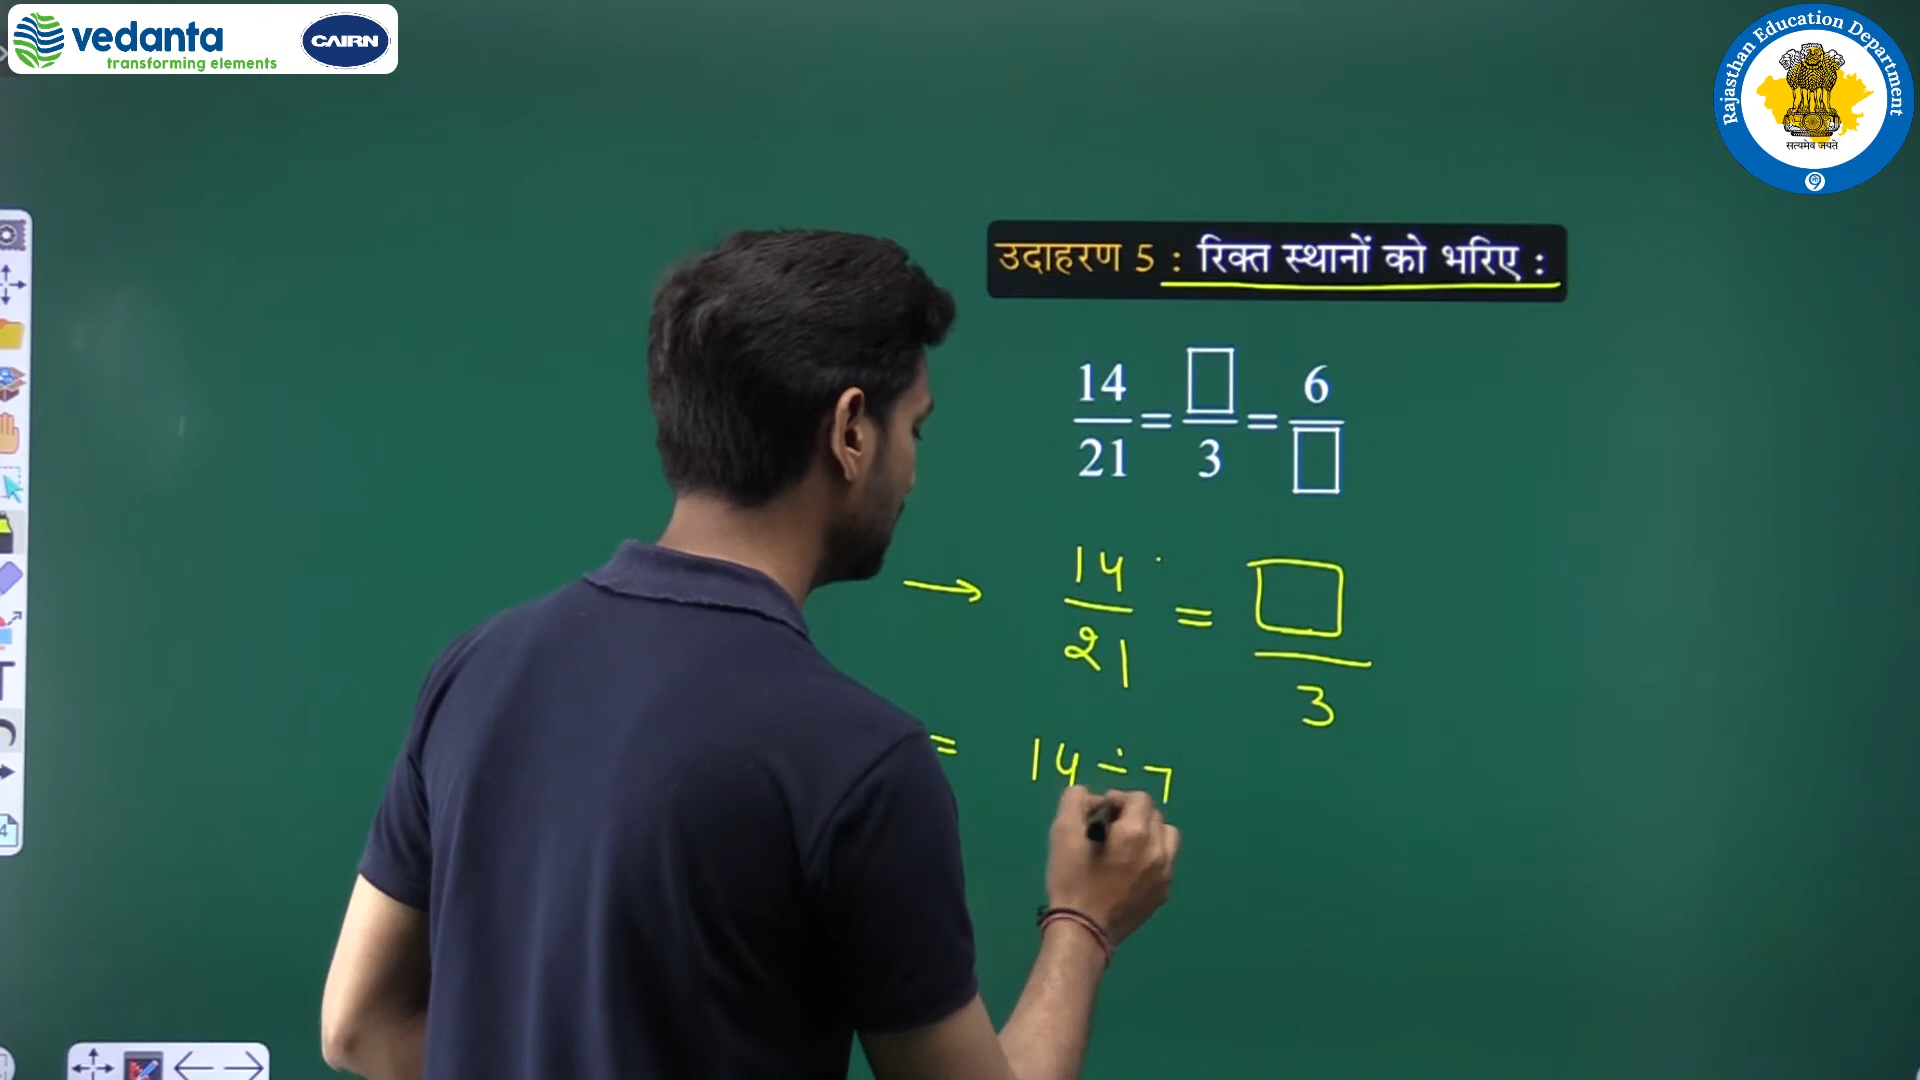 vedanta
transforming elements
CAIRN
Rajasthan Education Department
सत्यमेव जयते
उदाहरण 5 : रिक्त स्थानों को भरिए :
14/21 = □/3 = 6/□
→ 14/21 = □/3
= 14 ÷ 7